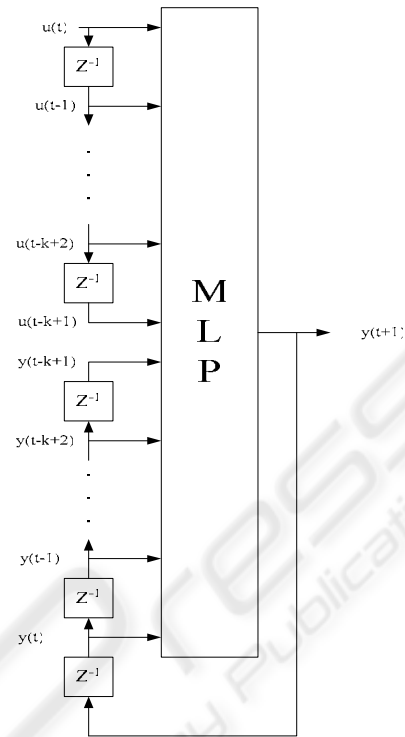 u(t)
Z⁻¹
u(t-1)
u(t-k+2)
Z⁻¹
u(t-k+1)
y(t-k+1)
Z⁻¹
y(t-k+2)
y(t-1)
Z⁻¹
y(t)
Z⁻¹
M
L
P
y(t+1)